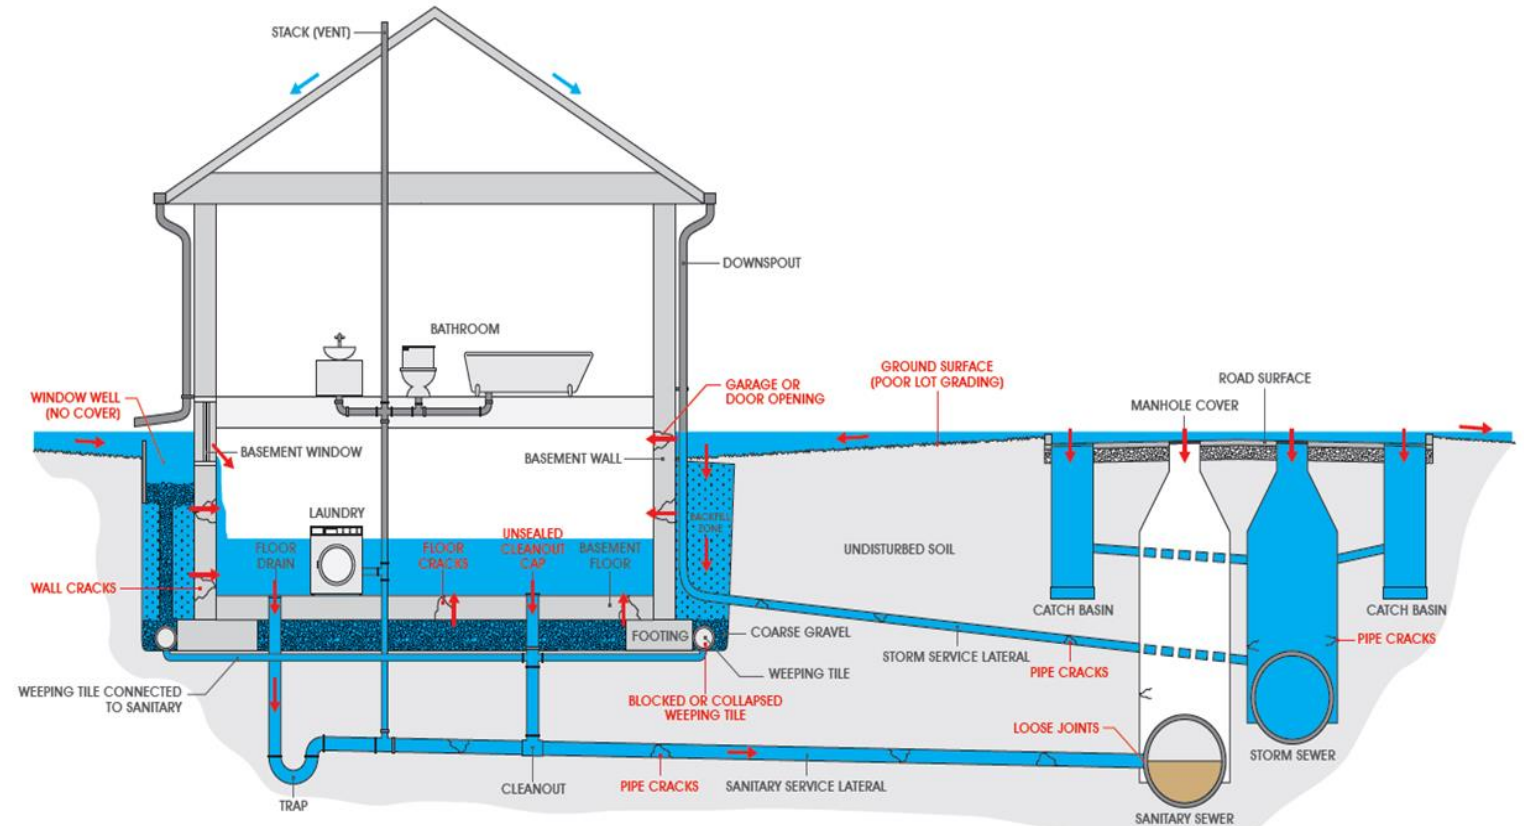 STACK (VENT)
DOWNSPOUT
BATHROOM
WINDOW WELL
(NO COVER)
GARAGE OR
DOOR OPENING
GROUND SURFACE
(POOR LOT GRADING)
ROAD SURFACE
MANHOLE COVER
BASEMENT WINDOW
BASEMENT WALL
LAUNDRY
BACKFILL
ZONE
UNSEALED
CLEANOUT
CAP
FLOOR
DRAIN
FLOOR
CRACKS
BASEMENT
FLOOR
UNDISTURBED SOIL
WALL CRACKS
CATCH BASIN
CATCH BASIN
FOOTING
COARSE GRAVEL
STORM SERVICE LATERAL
PIPE CRACKS
PIPE CRACKS
WEEPING TILE
WEEPING TILE CONNECTED
TO SANITARY
BLOCKED OR COLLAPSED
WEEPING TILE
LOOSE JOINTS
STORM SEWER
TRAP
CLEANOUT
PIPE CRACKS
SANITARY SERVICE LATERAL
SANITARY SEWER